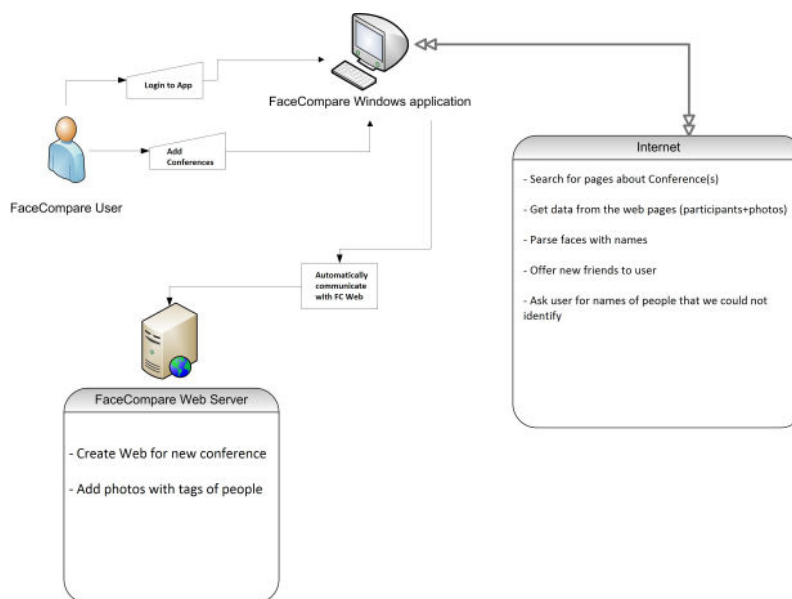 Login to App
FaceCompare Windows application
Add
Conferences
FaceCompare User
Internet
- Search for pages about Conference(s)
- Get data from the web pages (participants+photos)
- Parse faces with names
- Offer new friends to user
- Ask user for names of people that we could not
identify
Automatically
communicate
with FC Web
FaceCompare Web Server
- Create Web for new conference
- Add photos with tags of people